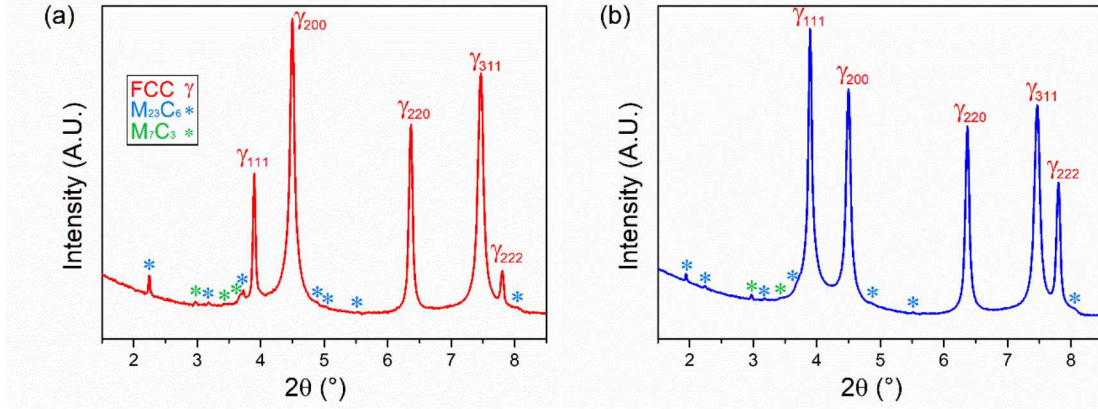 (a)
γ200
γ311
FCC γ
M23C6 *
M7C3 *
γ220
γ111
γ222
* * * * * * * * * *
Intensity (A.U.)
2 3 4 5 6 7 8
2θ (°)
(b)
γ111
γ200
γ311
γ220
γ222
* * * * * * * * *
Intensity (A.U.)
2 3 4 5 6 7 8
2θ (°)